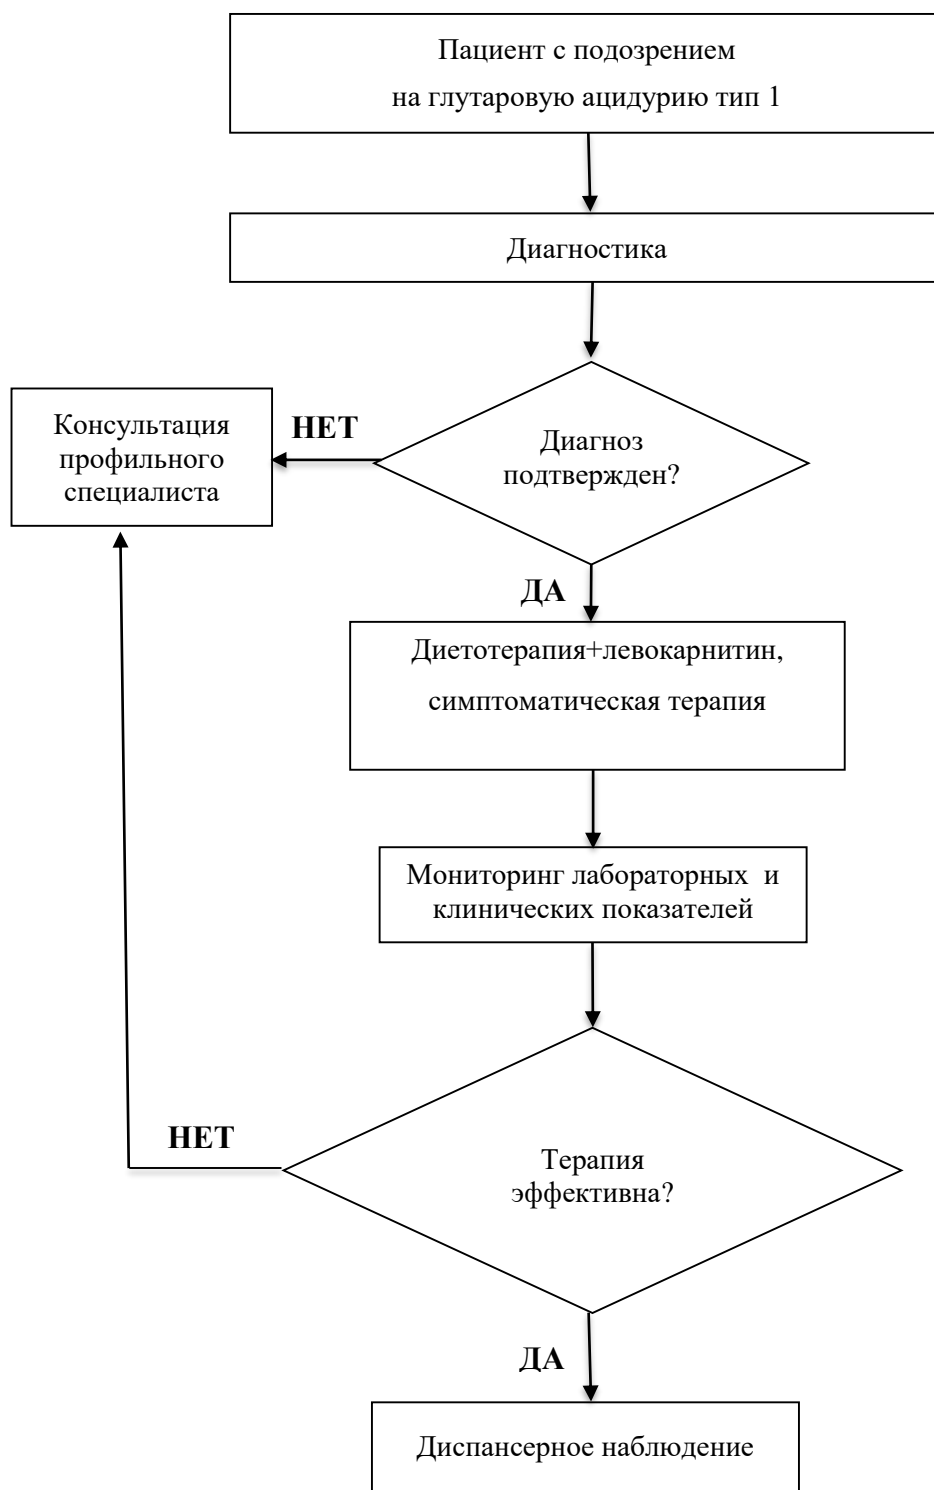 Пациент с подозрением
на глутаровую ацидурию тип 1
Диагностика
Консультация
профильного
специалиста
НЕТ
Диагноз
подтвержден?
ДА
Диетотерапия+левокарнитин,
симптоматическая терапия
Мониторинг лабораторных и
клинических показателей
НЕТ
Терапия
эффективна?
ДА
Диспансерное наблюдение